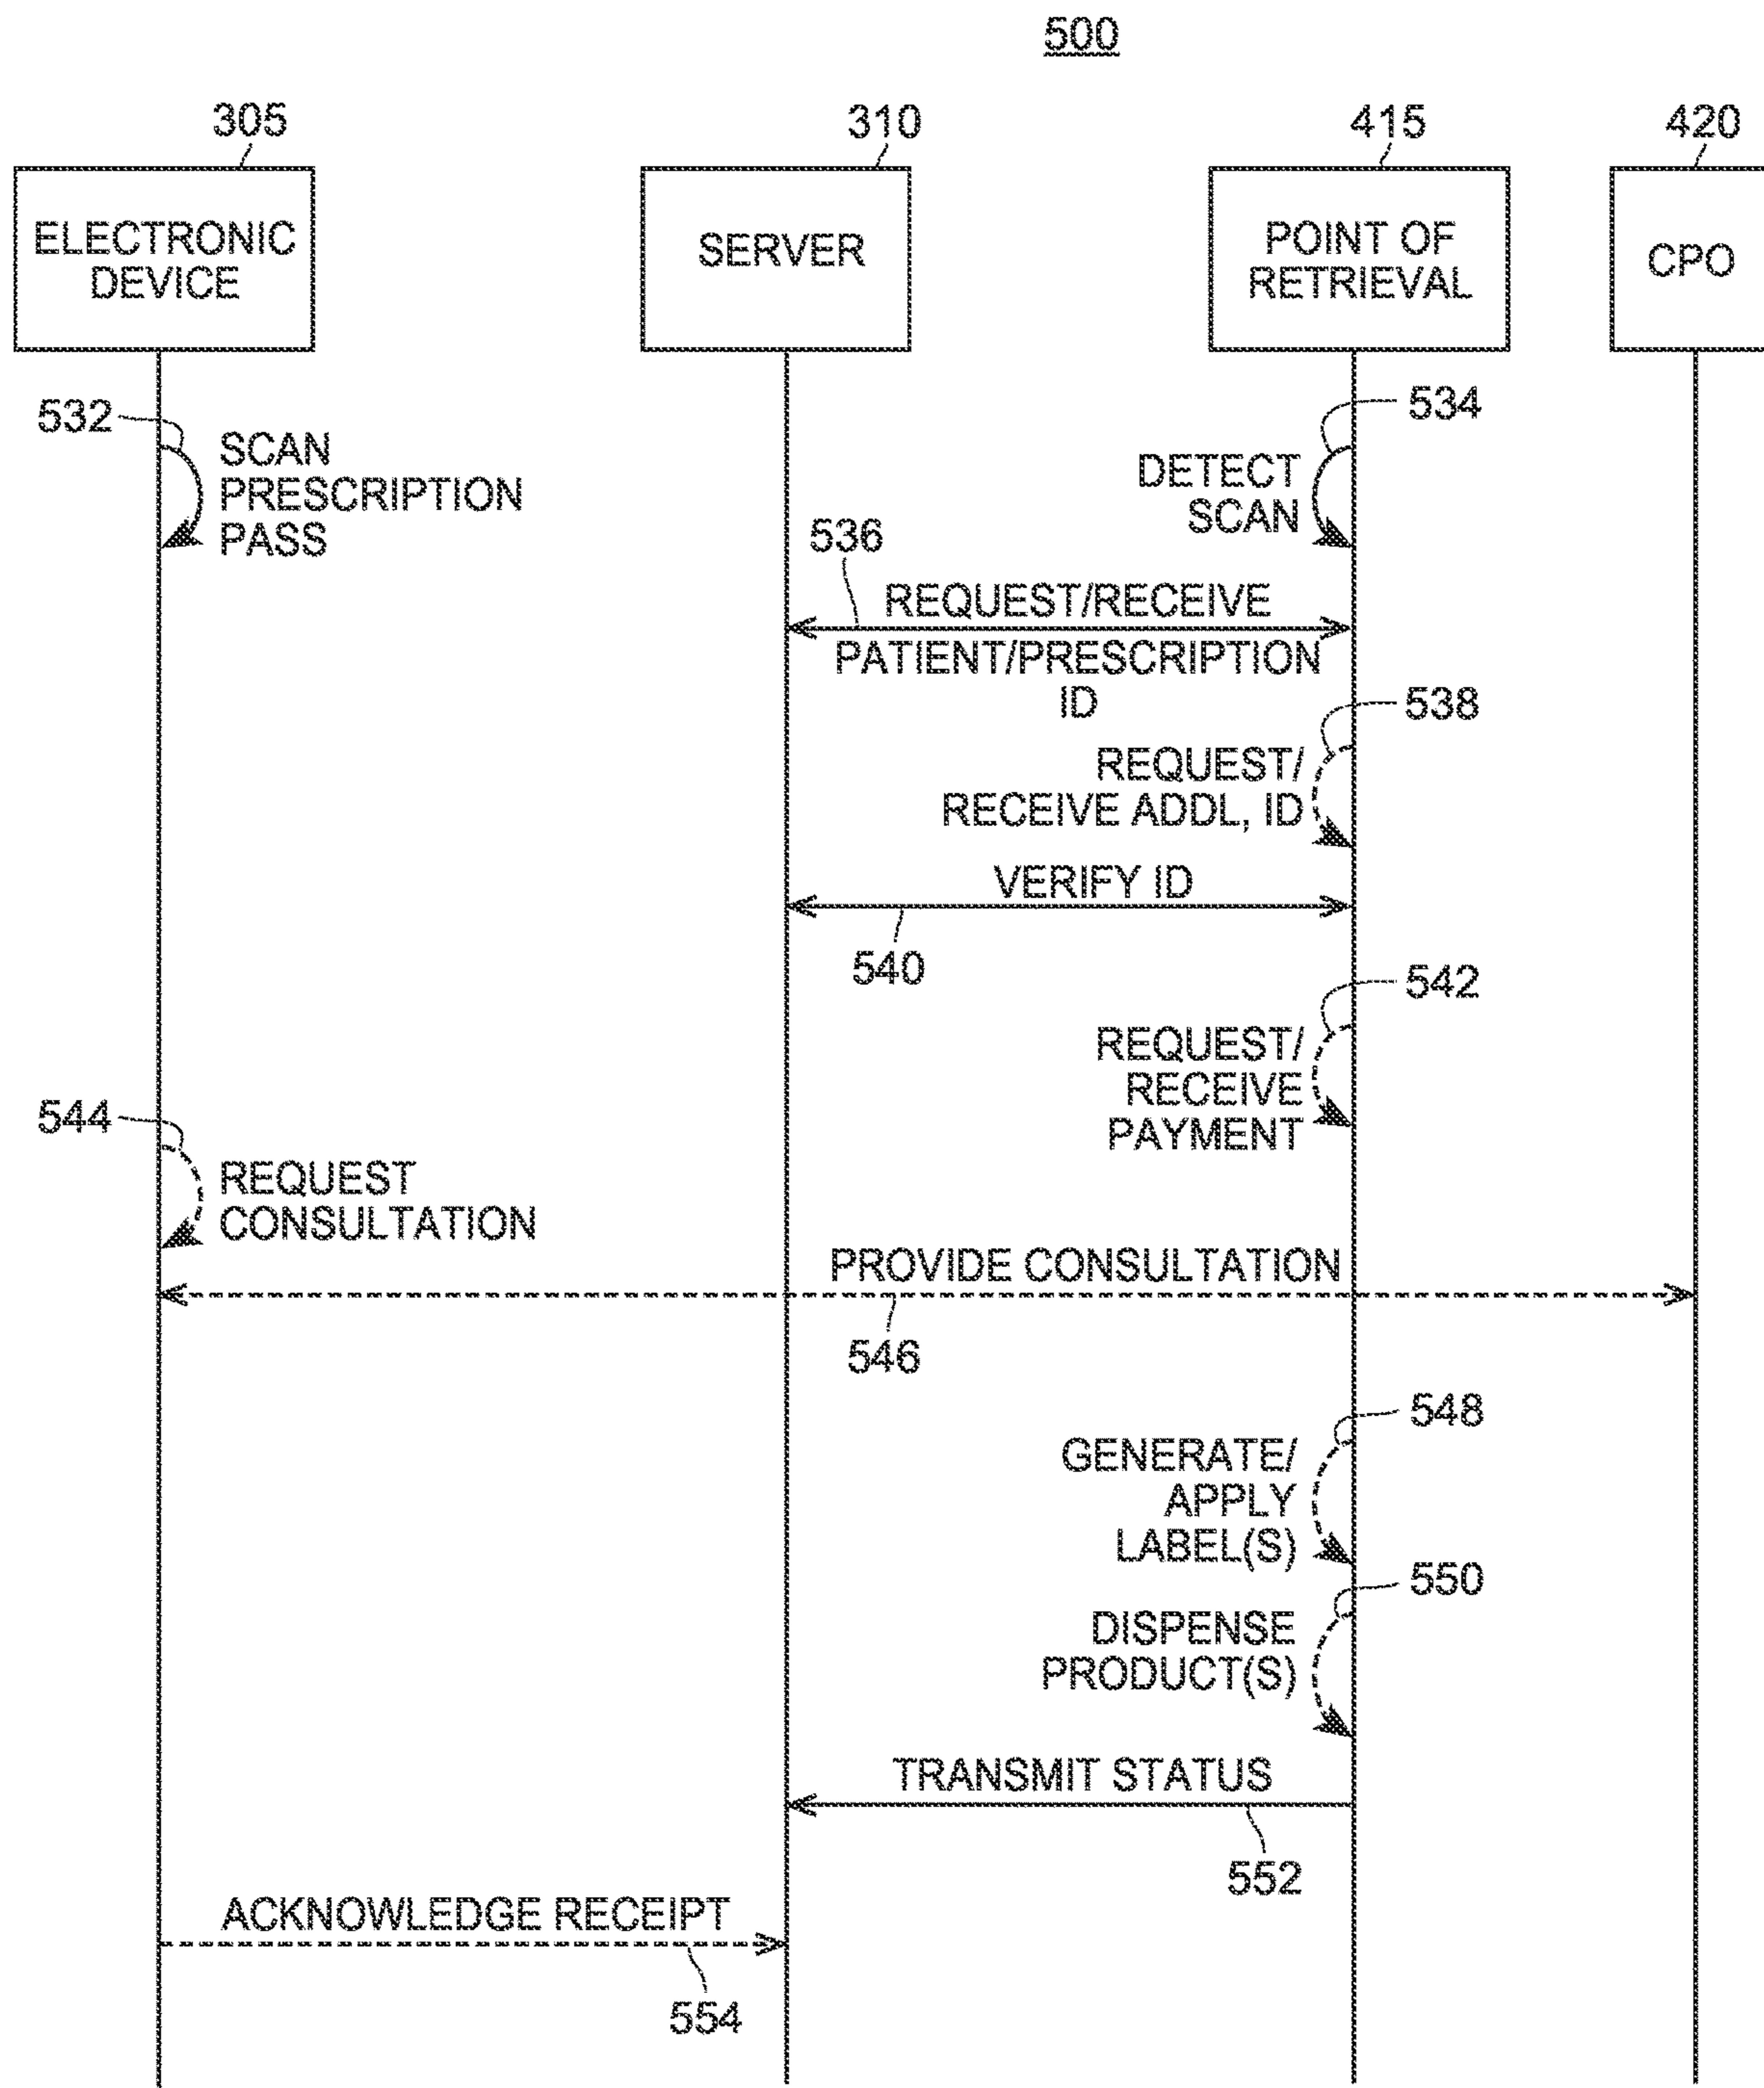 500
305
310
415
420
ELECTRONIC
DEVICE
SERVER
POINT OF
RETRIEVAL
CPO
532
SCAN
PRESCRIPTION
PASS
534
DETECT
SCAN
536
REQUEST/RECEIVE
PATIENT/PRESCRIPTION
ID
538
REQUEST/
RECEIVE ADDL, ID
VERIFY ID
540
542
REQUEST/
RECEIVE
PAYMENT
544
REQUEST
CONSULTATION
PROVIDE CONSULTATION
546
548
GENERATE/
APPLY
LABEL(S)
550
DISPENSE
PRODUCT(S)
TRANSMIT STATUS
552
ACKNOWLEDGE RECEIPT
554